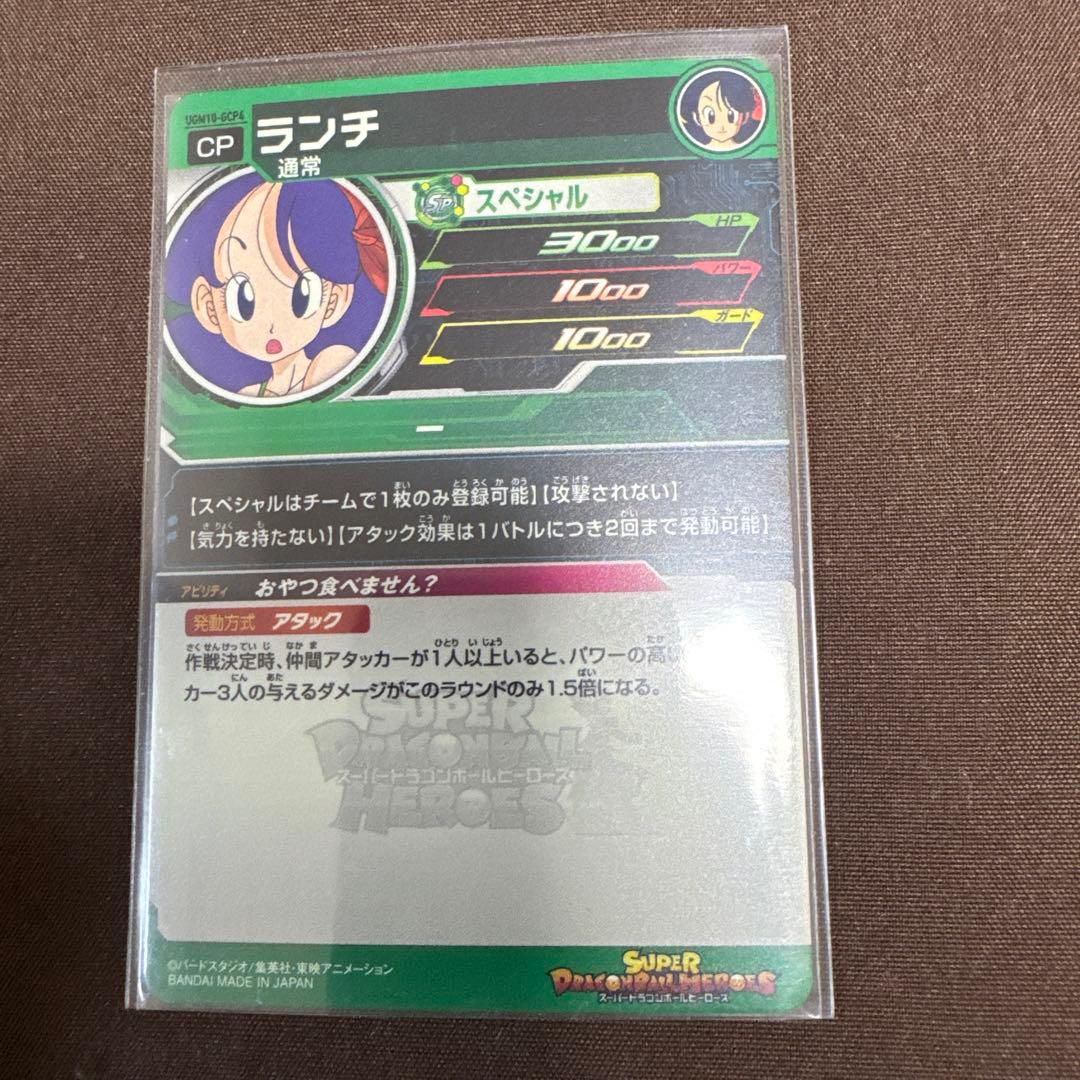 UGM10-GCP4
CP
ランチ
通常
SP
スペシャル
HP
3000
パワー
1000
ガード
1000
ー
【スペシャルはチームで1枚のみ登録可能】【攻撃されない】
【気力を持たない】【アタック効果は1バトルにつき2回まで発動可能】
アビリティ おやつ食べません?
発動方式 アタック
作戦決定時、仲間アタッカーが1人以上いると、パワーの高い
カー3人の与えるダメージがこのラウンドのみ1.5倍になる。
SUPER
DRAGONBALL
スーパードラゴンボールヒーローズ
HEROES
©バードスタジオ/集英社・東映アニメーション
BANDAI MADE IN JAPAN
SUPER
DRAGONBALL HEROES
スーパードラゴンボールヒーローズ